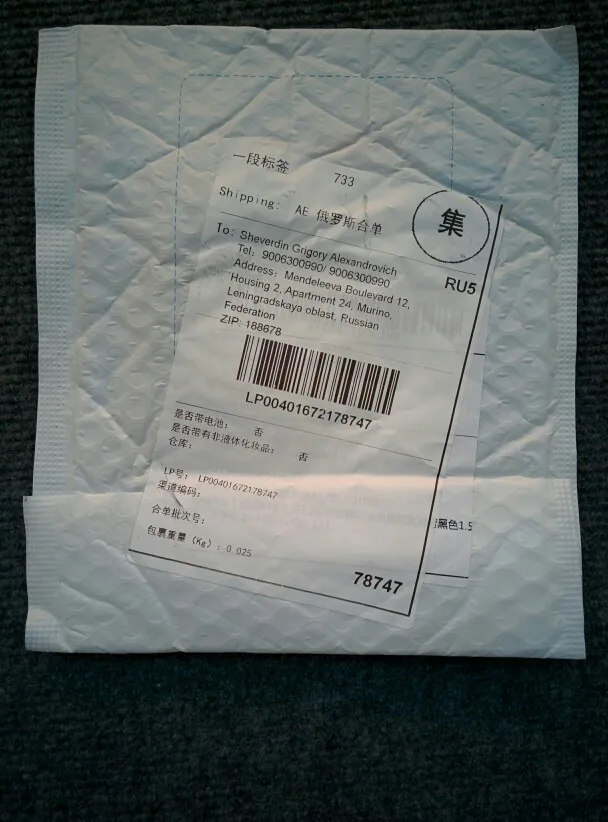 一段标签
733
Shipping: AE 俄罗斯合单
集
To: Sheverdin Grigory Alexandrovich
RU5
Tel: 9006300990/ 9006300990
Address: Mendeleeva Boulevard 12,
Housing 2, Apartment 24, Murino,
Leningradskaya oblast, Russian
Federation
ZIP: 188678
LP00401672178747
是否带电池: 否
是否带有非液体化妆品: 否
仓库:
LP号: LP00401672178747
渠道编码:
黑色1.5
合单批次号:
包裹重量 (Kg): 0.025
78747